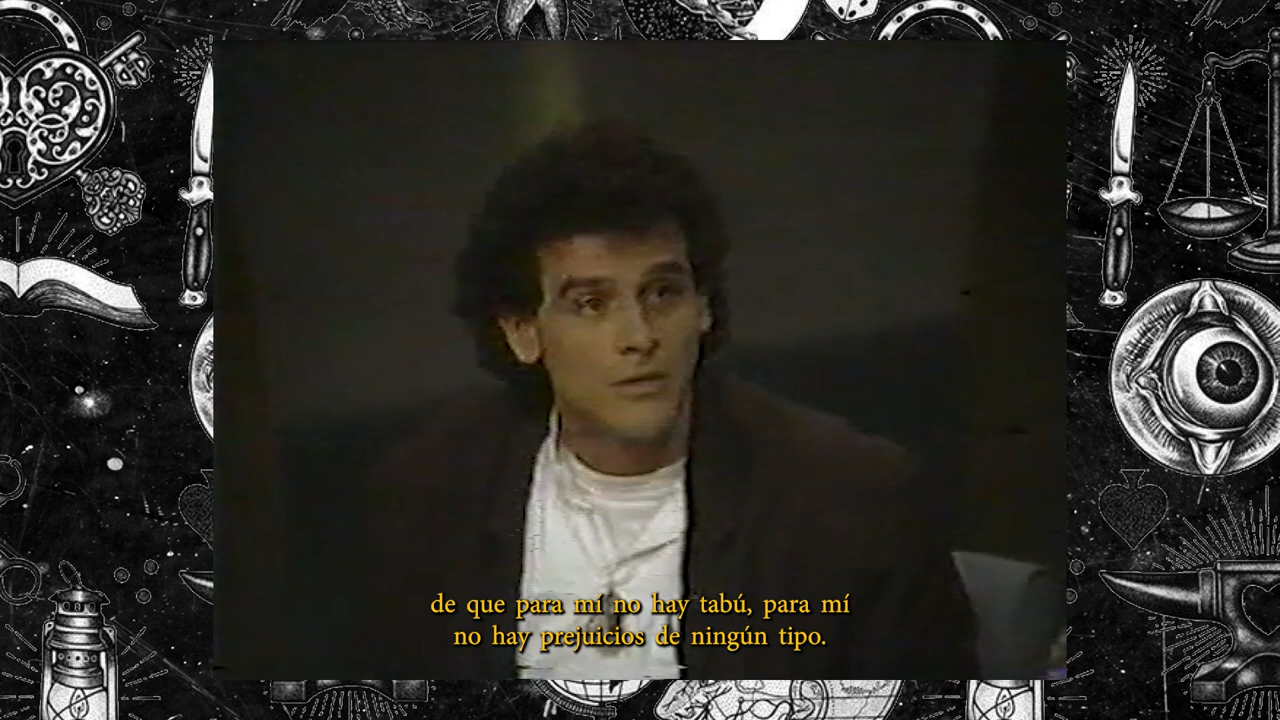 de que para mí no hay tabú, para mí
no hay prejuicios de ningún tipo.